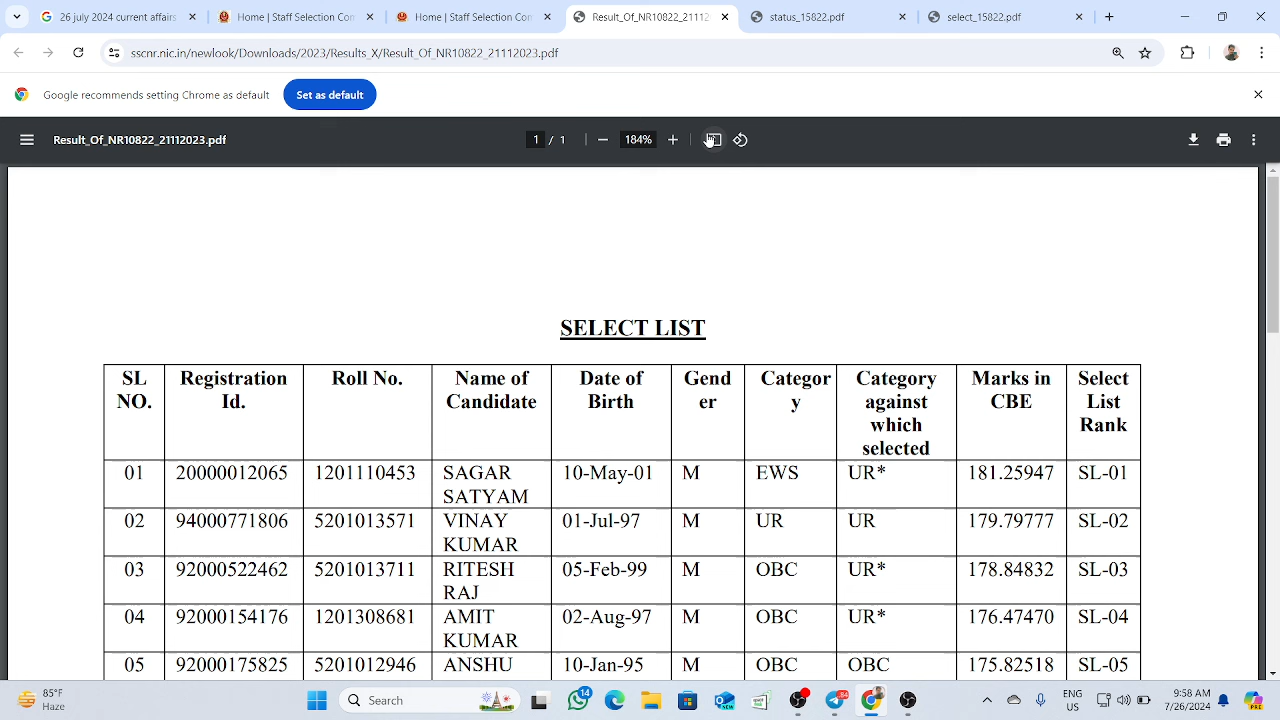 26 july 2024 current affairs
Home | Staff Selection Com
Home | Staff Selection Com
Result_Of_NR10822_21112
status_15822.pdf
select_15822.pdf
sscnr.nic.in/newlook/Downloads/2023/Results_X/Result_Of_NR10822_21112023.pdf
Google recommends setting Chrome as default
Set as default
Result_Of_NR10822_21112023.pdf
1 / 1
184%
SELECT LIST
SL NO. Registration Id. Roll No. Name of Candidate Date of Birth Gend er Categor y Category against which selected Marks in CBE Select List Rank
01 20000012065 1201110453 SAGAR SATYAM 10-May-01 M EWS UR* 181.25947 SL-01
02 94000771806 5201013571 VINAY KUMAR 01-Jul-97 M UR UR 179.79777 SL-02
03 92000522462 5201013711 RITESH RAJ 05-Feb-99 M OBC UR* 178.84832 SL-03
04 92000154176 1201308681 AMIT KUMAR 02-Aug-97 M OBC UR* 176.47470 SL-04
05 92000175825 5201012946 ANSHU 10-Jan-95 M OBC OBC 175.82518 SL-05
85°F
Haze
Search
14
ENG
US
9:58 AM
7/26/2024